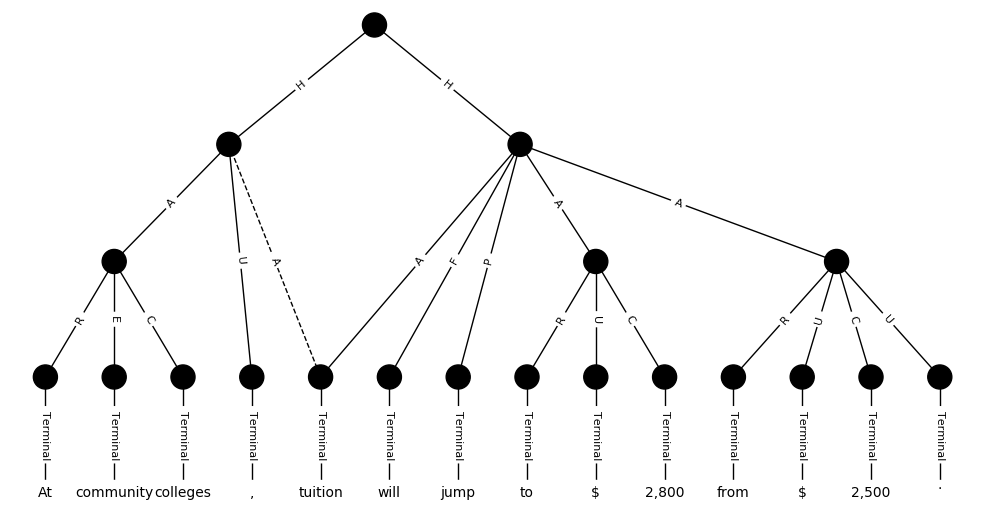 H H
A U A A F P A A
R E C R U C R U C U
Terminal Terminal Terminal Terminal Terminal Terminal Terminal Terminal Terminal Terminal Terminal Terminal Terminal Terminal
At community colleges , tuition will jump to $ 2,800 from $ 2,500 .